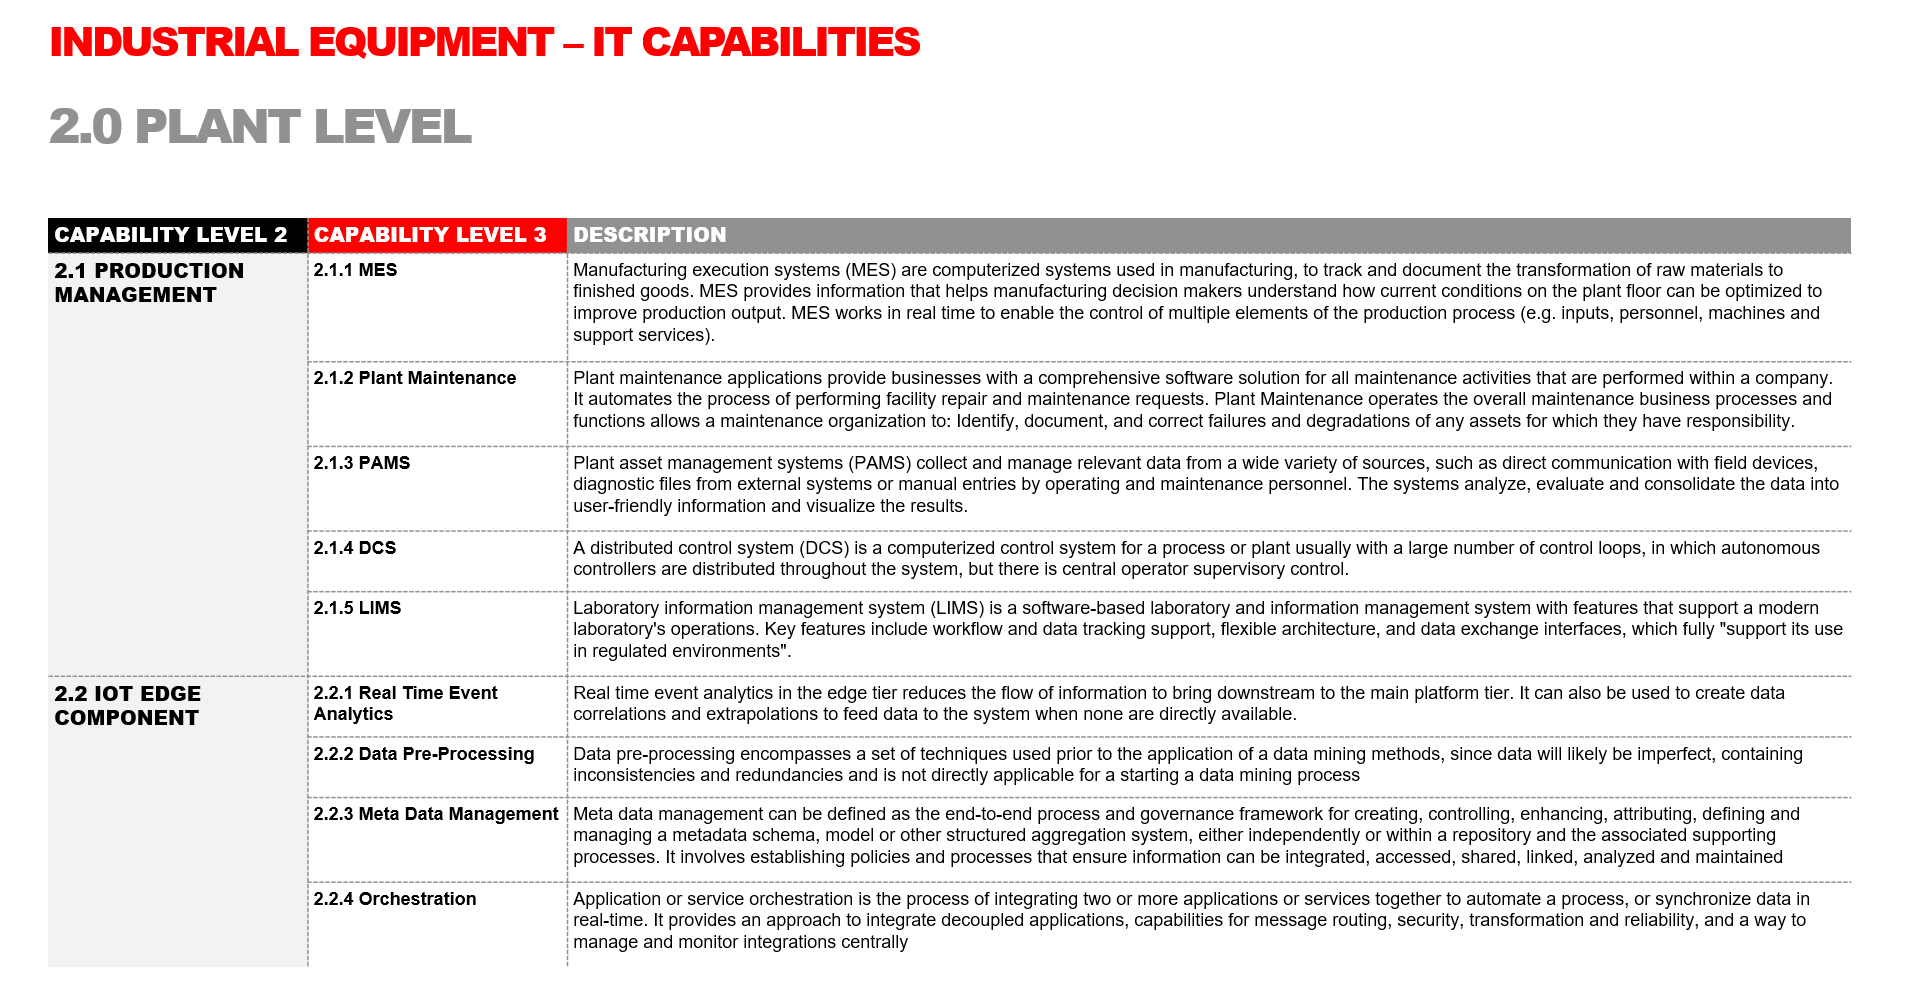 INDUSTRIAL EQUIPMENT – IT CAPABILITIES
2.0 PLANT LEVEL
CAPABILITY LEVEL 2
CAPABILITY LEVEL 3
DESCRIPTION
2.1 PRODUCTION
MANAGEMENT
2.1.1 MES
Manufacturing execution systems (MES) are computerized systems used in manufacturing, to track and document the transformation of raw materials to
finished goods. MES provides information that helps manufacturing decision makers understand how current conditions on the plant floor can be optimized to
improve production output. MES works in real time to enable the control of multiple elements of the production process (e.g. inputs, personnel, machines and
support services).
2.1.2 Plant Maintenance
Plant maintenance applications provide businesses with a comprehensive software solution for all maintenance activities that are performed within a company.
It automates the process of performing facility repair and maintenance requests. Plant Maintenance operates the overall maintenance business processes and
functions allows a maintenance organization to: Identify, document, and correct failures and degradations of any assets for which they have responsibility.
2.1.3 PAMS
Plant asset management systems (PAMS) collect and manage relevant data from a wide variety of sources, such as direct communication with field devices,
diagnostic files from external systems or manual entries by operating and maintenance personnel. The systems analyze, evaluate and consolidate the data into
user-friendly information and visualize the results.
2.1.4 DCS
A distributed control system (DCS) is a computerized control system for a process or plant usually with a large number of control loops, in which autonomous
controllers are distributed throughout the system, but there is central operator supervisory control.
2.1.5 LIMS
Laboratory information management system (LIMS) is a software-based laboratory and information management system with features that support a modern
laboratory's operations. Key features include workflow and data tracking support, flexible architecture, and data exchange interfaces, which fully "support its use
in regulated environments".
2.2 IOT EDGE
COMPONENT
2.2.1 Real Time Event
Analytics
Real time event analytics in the edge tier reduces the flow of information to bring downstream to the main platform tier. It can also be used to create data
correlations and extrapolations to feed data to the system when none are directly available.
2.2.2 Data Pre-Processing
Data pre-processing encompasses a set of techniques used prior to the application of a data mining methods, since data will likely be imperfect, containing
inconsistencies and redundancies and is not directly applicable for a starting a data mining process
2.2.3 Meta Data Management
Meta data management can be defined as the end-to-end process and governance framework for creating, controlling, enhancing, attributing, defining and
managing a metadata schema, model or other structured aggregation system, either independently or within a repository and the associated supporting
processes. It involves establishing policies and processes that ensure information can be integrated, accessed, shared, linked, analyzed and maintained
2.2.4 Orchestration
Application or service orchestration is the process of integrating two or more applications or services together to automate a process, or synchronize data in
real-time. It provides an approach to integrate decoupled applications, capabilities for message routing, security, transformation and reliability, and a way to
manage and monitor integrations centrally